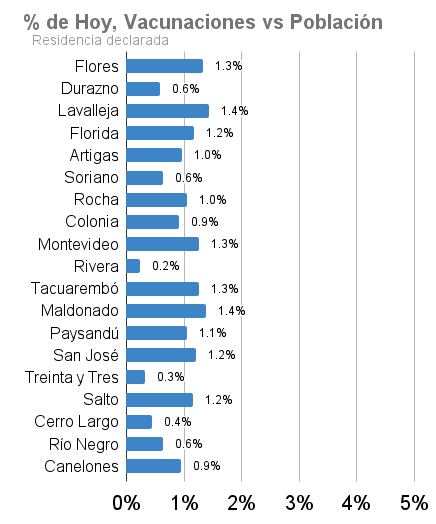 % de Hoy, Vacunaciones vs Población
Residencia declarada
Flores 1.3%
Durazno 0.6%
Lavalleja 1.4%
Florida 1.2%
Artigas 1.0%
Soriano 0.6%
Rocha 1.0%
Colonia 0.9%
Montevideo 1.3%
Rivera 0.2%
Tacuarembó 1.3%
Maldonado 1.4%
Paysandú 1.1%
San José 1.2%
Treinta y Tres 0.3%
Salto 1.2%
Cerro Largo 0.4%
Río Negro 0.6%
Canelones 0.9%
0% 1% 2% 3% 4% 5%